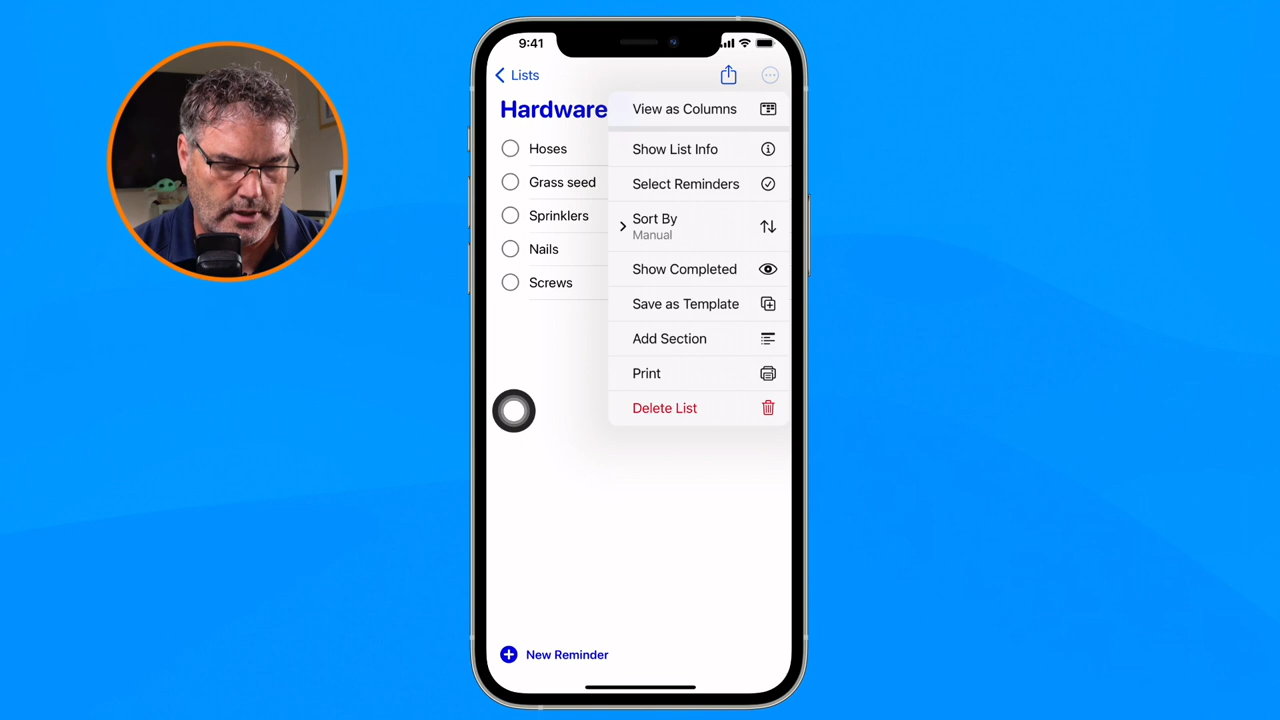 9:41
Lists
Hardware
View as Columns
Hoses
Show List Info
Grass seed
Select Reminders
Sprinklers
Sort By
Manual
Nails
Show Completed
Screws
Save as Template
Add Section
Print
Delete List
New Reminder